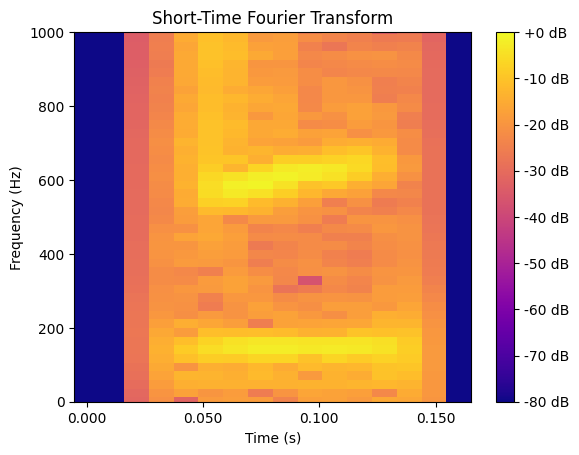 Short-Time Fourier Transform
Frequency (Hz)
1000
800
600
400
200
0
0.000
0.050
0.100
0.150
Time (s)
+0 dB
-10 dB
-20 dB
-30 dB
-40 dB
-50 dB
-60 dB
-70 dB
-80 dB